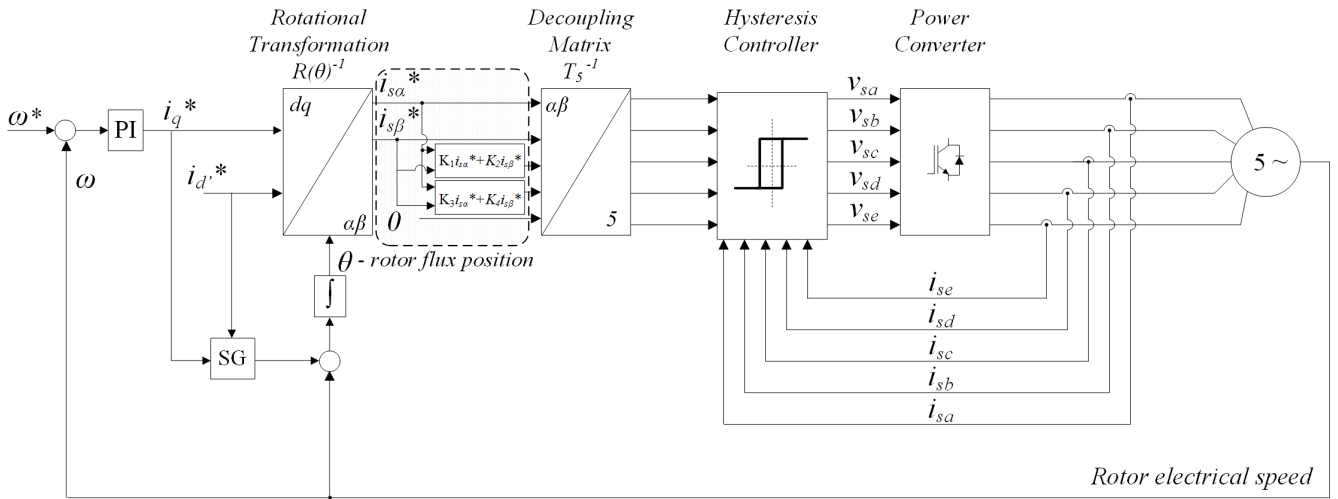 Rotational
Transformation
R(θ)⁻¹
Decoupling
Matrix
T₅⁻¹
Hysteresis
Controller
Power
Converter
ω*
PI
i_q*
dq
αβ
i_sα*
i_sβ*
K₁i_sα*+K₂i_sβ*
K₃i_sα*+K₄i_sβ*
0
αβ
5
v_sa
v_sb
v_sc
v_sd
v_se
5 ~
ω
i_d'*
θ - rotor flux position
∫
SG
i_se
i_sd
i_sc
i_sb
i_sa
Rotor electrical speed